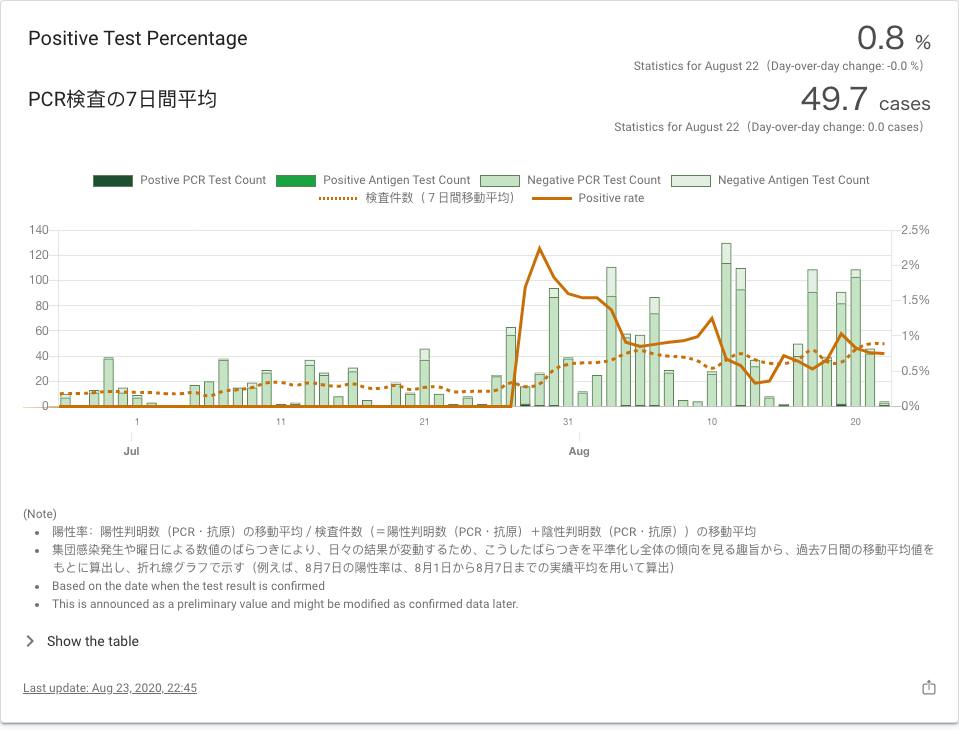 Positive Test Percentage
0.8 %
Statistics for August 22（Day-over-day change: -0.0 %）
PCR検査の7日間平均
49.7 cases
Statistics for August 22（Day-over-day change: 0.0 cases）
Postive PCR Test Count
Positive Antigen Test Count
Negative PCR Test Count
Negative Antigen Test Count
検査件数（７日間移動平均）
Positive rate
140
120
100
80
60
40
20
0
2.5%
2%
1.5%
1%
0.5%
0%
1
11
21
31
10
20
Jul
Aug
(Note)
• 陽性率：陽性判明数（PCR・抗原）の移動平均 / 検査件数（＝陽性判明数（PCR・抗原）＋陰性判明数（PCR・抗原））の移動平均
• 集団感染発生や曜日による数値のばらつきにより、日々の結果が変動するため、こうしたばらつきを平準化し全体の傾向を見る趣旨から、過去7日間の移動平均値を
もとに算出し、折れ線グラフで示す（例えば、8月7日の陽性率は、8月1日から8月7日までの実績平均を用いて算出）
• Based on the date when the test result is confirmed
• This is announced as a preliminary value and might be modified as confirmed data later.
Show the table
Last update: Aug 23, 2020, 22:45